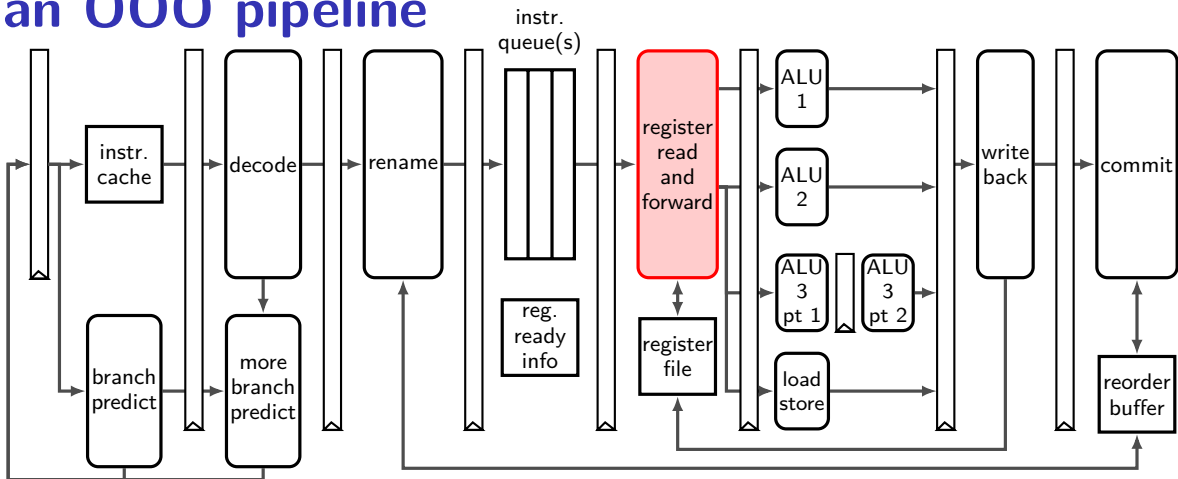 an OOO pipeline
instr.
queue(s)
instr.
cache
decode
rename
register
read
and
forward
ALU
1
ALU
2
ALU
3
pt 1
ALU
3
pt 2
load
store
write
back
commit
branch
predict
more
branch
predict
reg.
ready
info
register
file
reorder
buffer